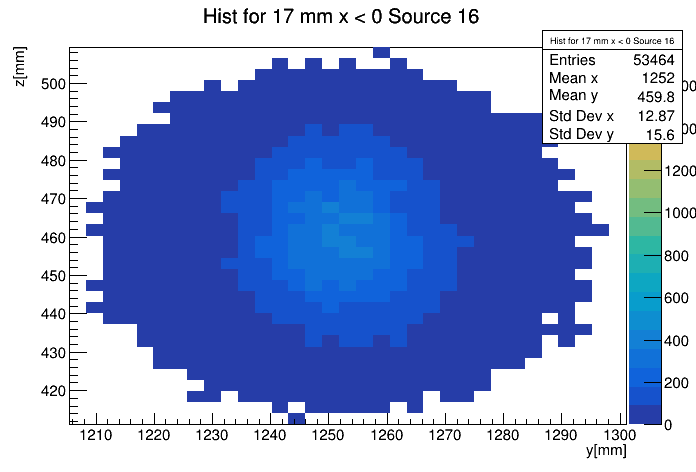 Hist for 17 mm x < 0 Source 16
Hist for 17 mm x < 0 Source 16
Entries 53464
Mean x 1252
Mean y 459.8
Std Dev x 12.87
Std Dev y 15.6
z[mm]
500
490
480
470
460
450
440
430
420
1210 1220 1230 1240 1250 1260 1270 1280 1290 1300
y[mm]
1200
1000
800
600
400
200
0